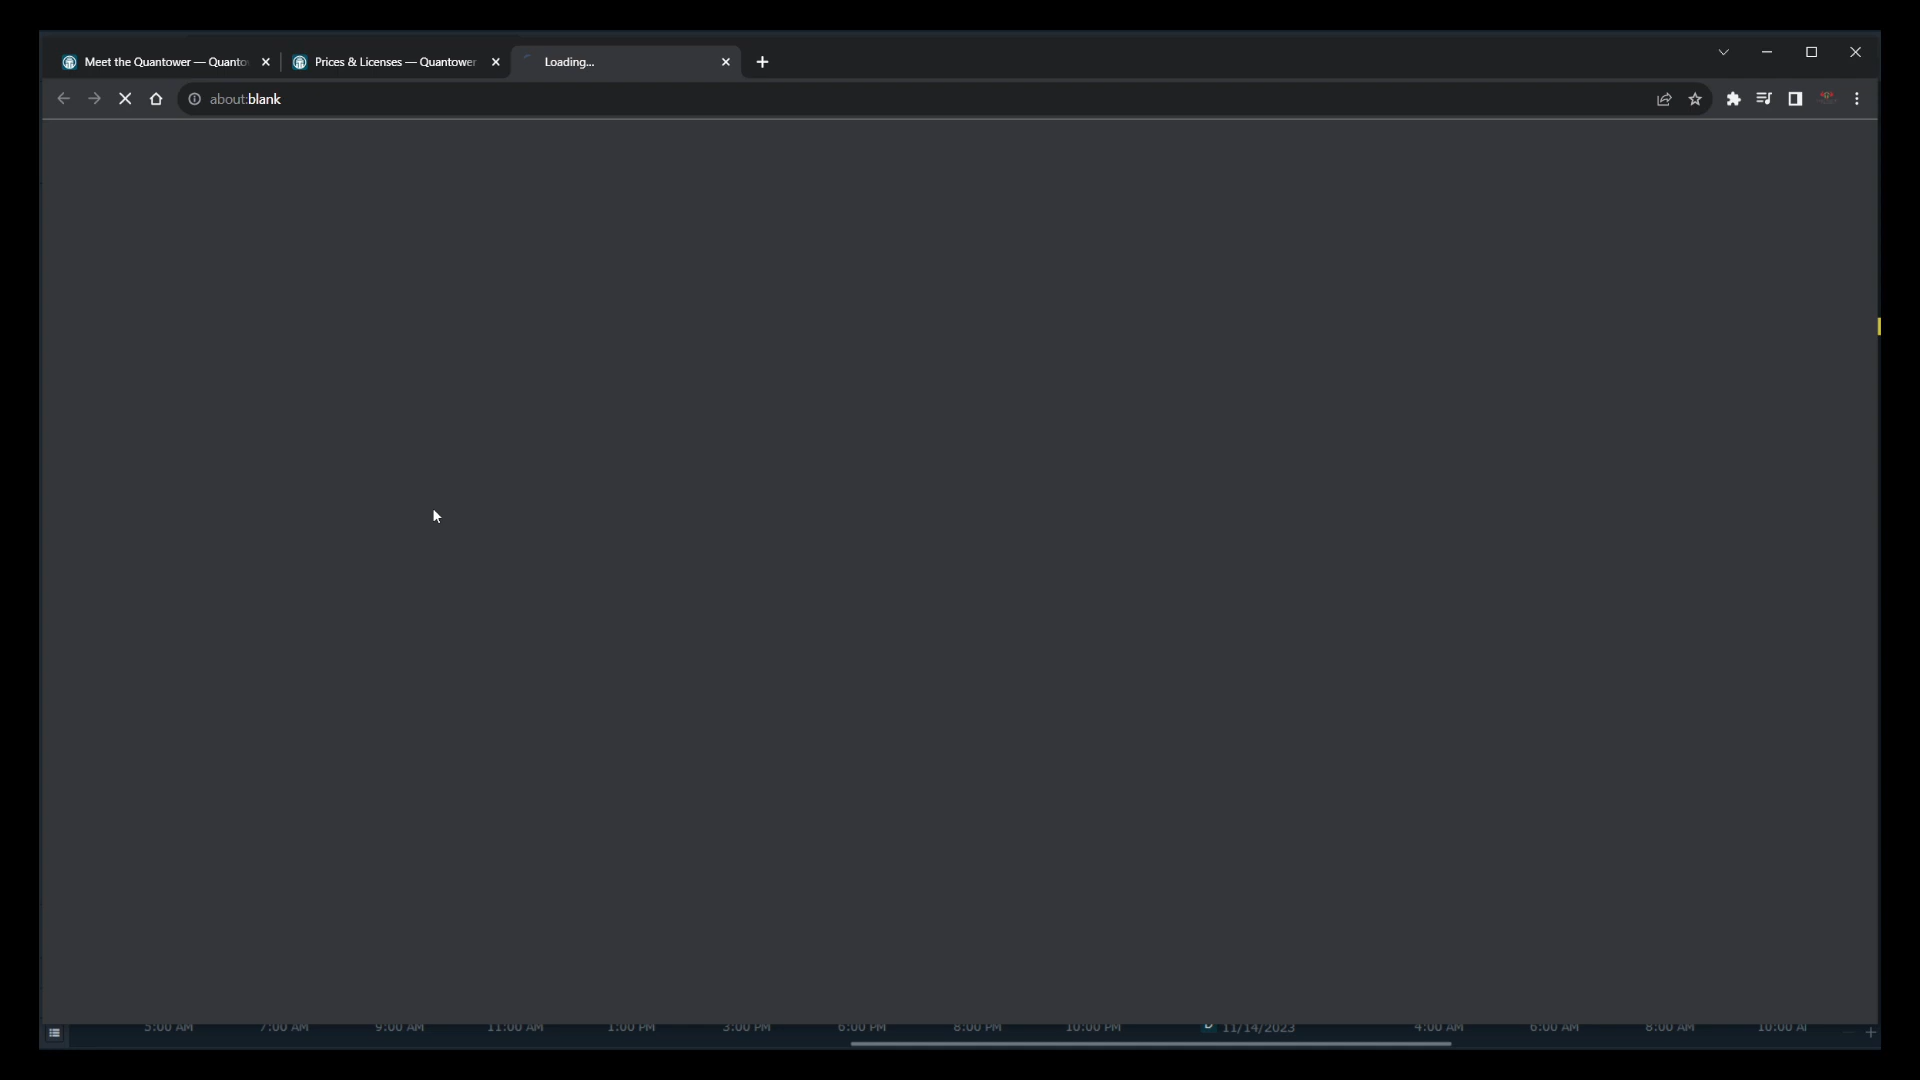 Meet the Quantower — Quanto
Prices & Licenses — Quantower
Loading...
about:blank
5:00 AM 7:00 AM 9:00 AM 11:00 AM 1:00 PM 3:00 PM 6:00 PM 8:00 PM 10:00 PM D 11/14/2023 4:00 AM 6:00 AM 8:00 AM 10:00 A